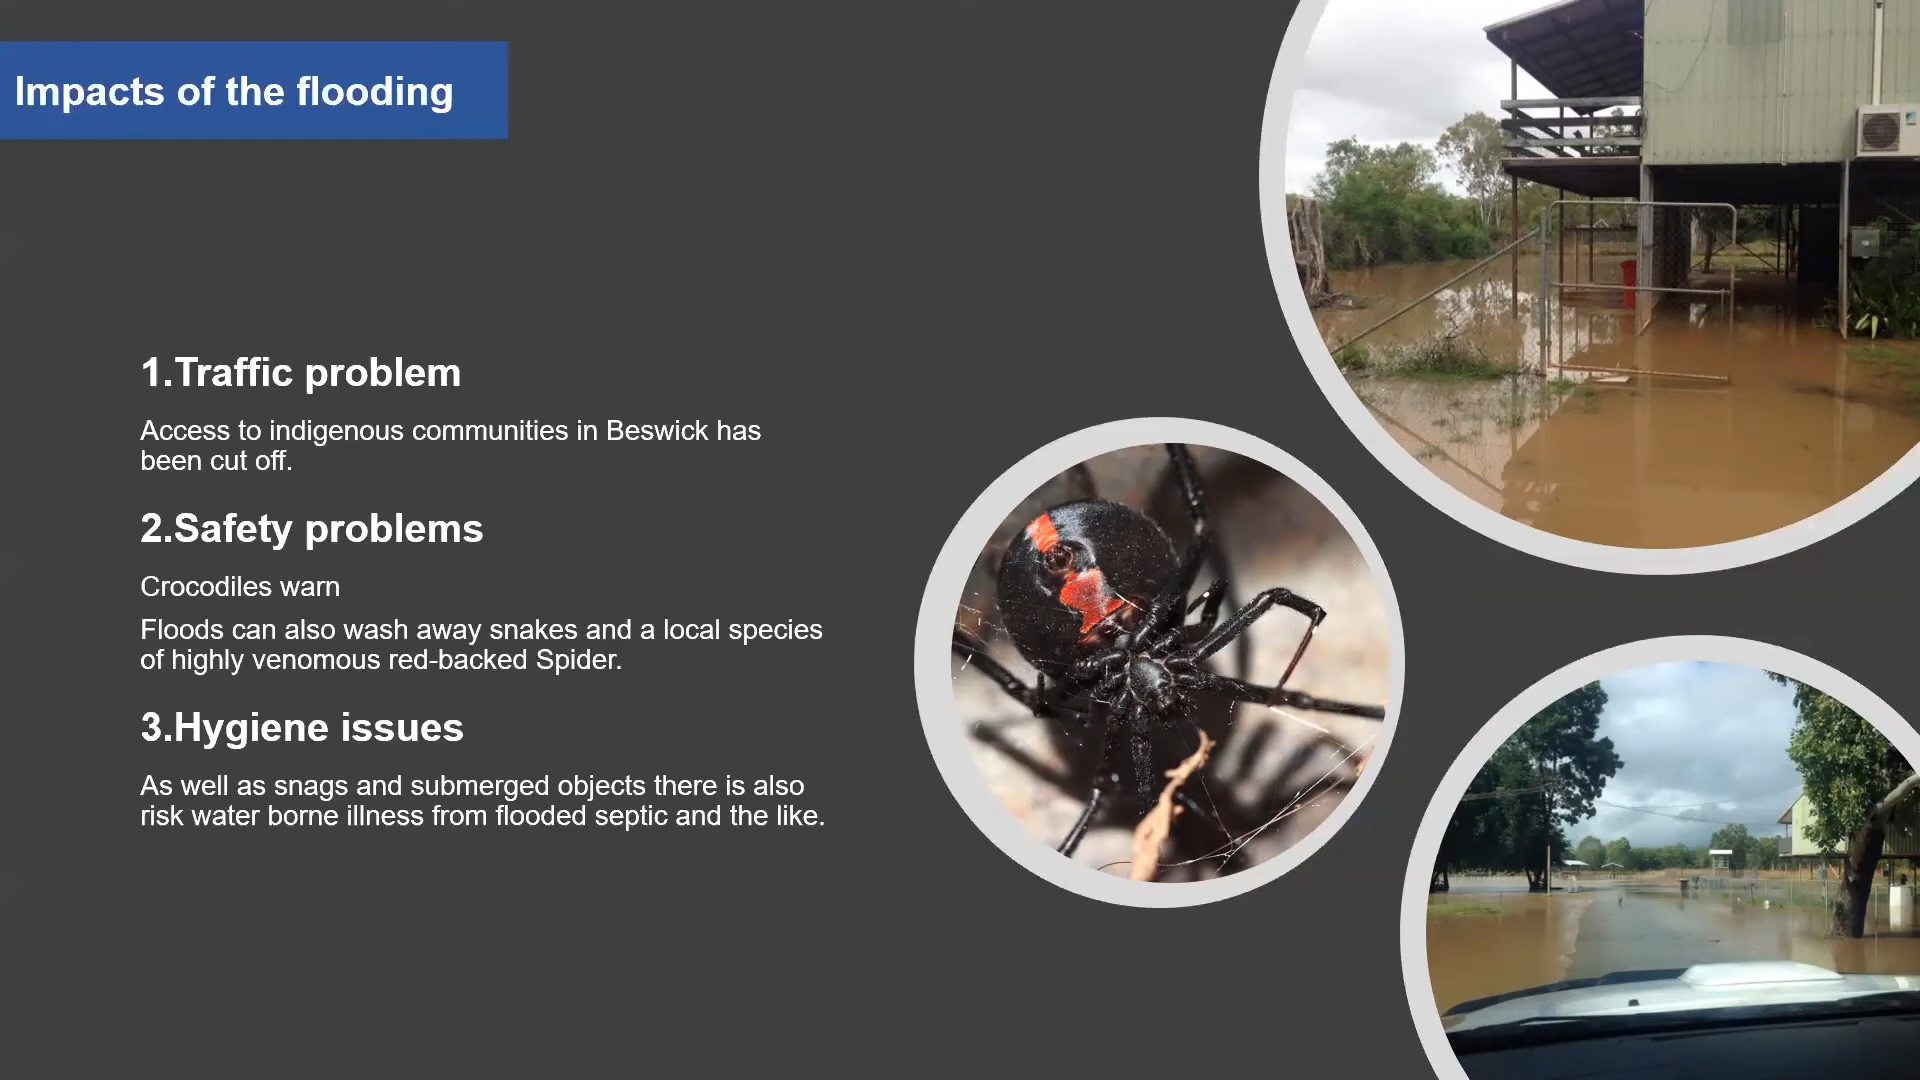 Impacts of the flooding
1.Traffic problem
Access to indigenous communities in Beswick has
been cut off.
2.Safety problems
Crocodiles warn
Floods can also wash away snakes and a local species
of highly venomous red-backed Spider.
3.Hygiene issues
As well as snags and submerged objects there is also
risk water borne illness from flooded septic and the like.